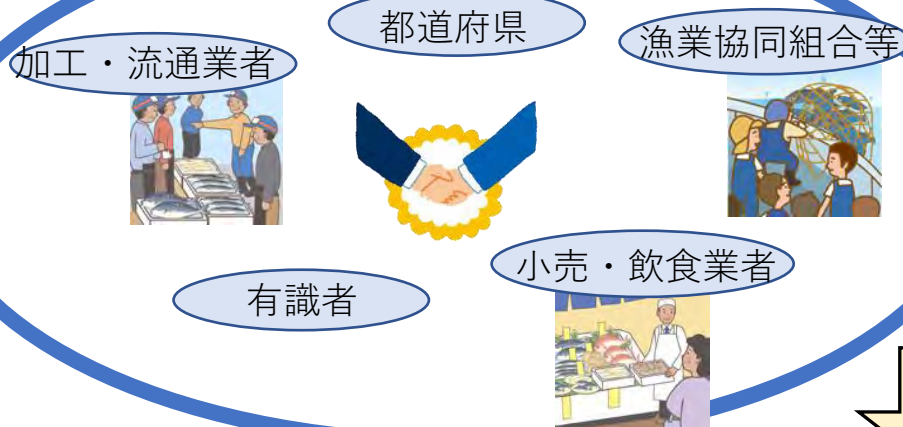 都道府県
加工・流通業者
漁業協同組合等
小売・飲食業者
有識者